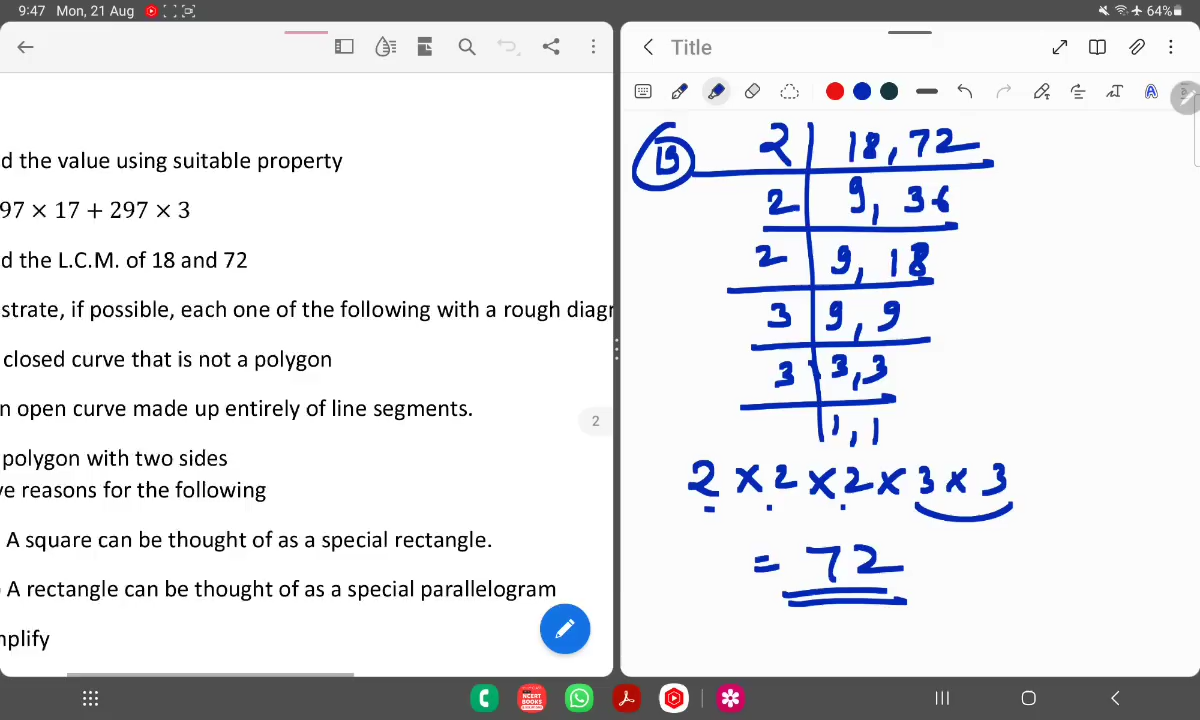 9:47 Mon, 21 Aug
64%
d the value using suitable property
97 × 17 + 297 × 3
d the L.C.M. of 18 and 72
strate, if possible, each one of the following with a rough diagr
closed curve that is not a polygon
n open curve made up entirely of line segments.
2
polygon with two sides
ve reasons for the following
A square can be thought of as a special rectangle.
A rectangle can be thought of as a special parallelogram
nplify
Title
2 | 18, 72
2 | 9, 36
2 | 9, 18
3 | 9, 9
3 | 3, 3
1, 1
2 × 2 × 2 × 3 × 3
= 72
NCERT
BOOKS